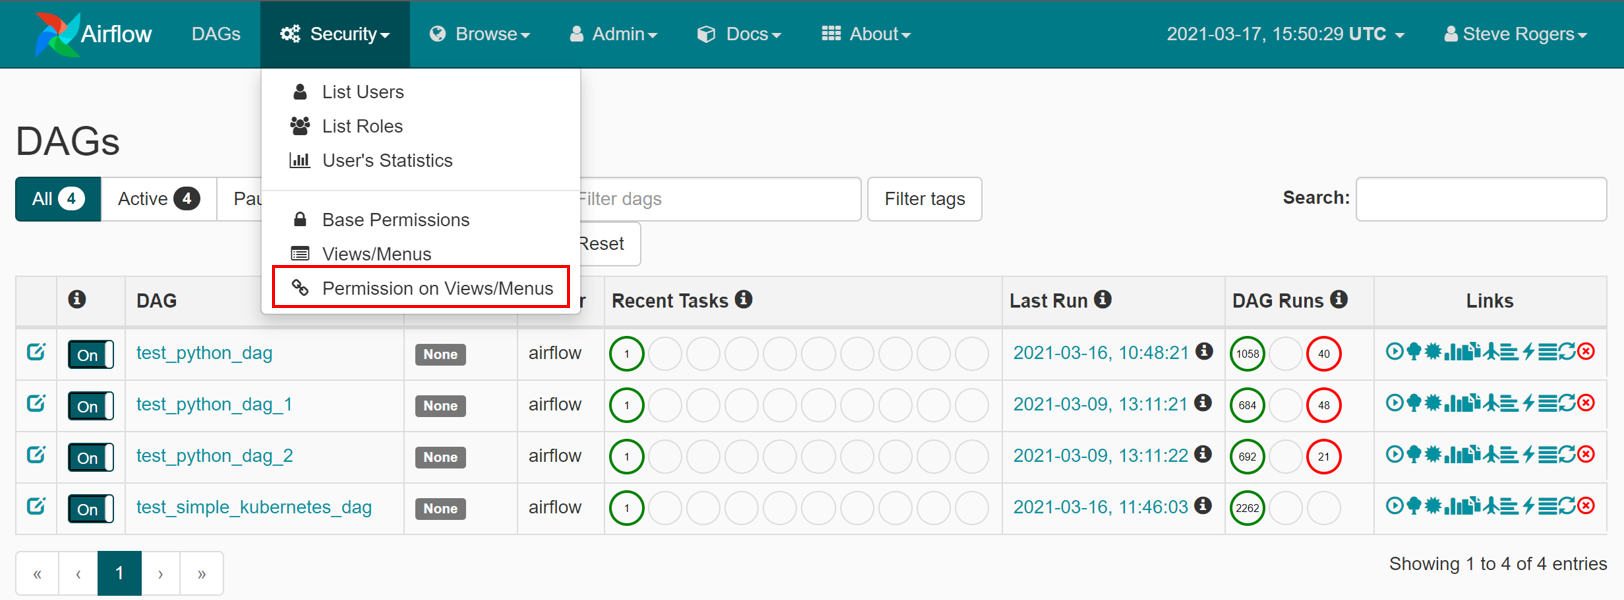 Airflow DAGs Security Browse Admin Docs About 2021-03-17, 15:50:29 UTC Steve Rogers
List Users
List Roles
User's Statistics
Base Permissions
Views/Menus
Permission on Views/Menus
DAGs
All 4 Active 4 Pau Filter dags Filter tags Search:
Reset
DAG r Recent Tasks Last Run DAG Runs Links
On test_python_dag None airflow 1 2021-03-16, 10:48:21 1058 40
On test_python_dag_1 None airflow 1 2021-03-09, 13:11:21 684 48
On test_python_dag_2 None airflow 1 2021-03-09, 13:11:22 692 21
On test_simple_kubernetes_dag None airflow 1 2021-03-16, 11:46:03 2262
« ‹ 1 › » Showing 1 to 4 of 4 entries